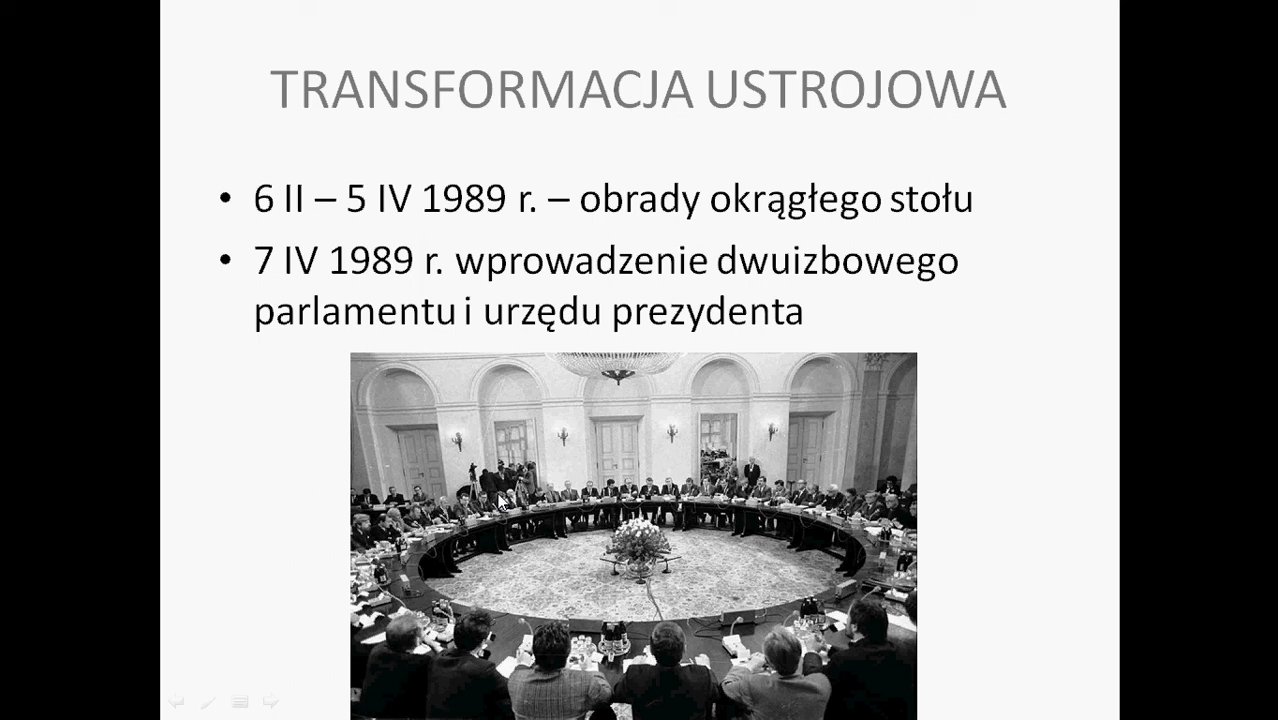 TRANSFORMACJA USTROJOWA
• 6 II – 5 IV 1989 r. – obrady okrągłego stołu
• 7 IV 1989 r. wprowadzenie dwuizbowego
parlamentu i urzędu prezydenta